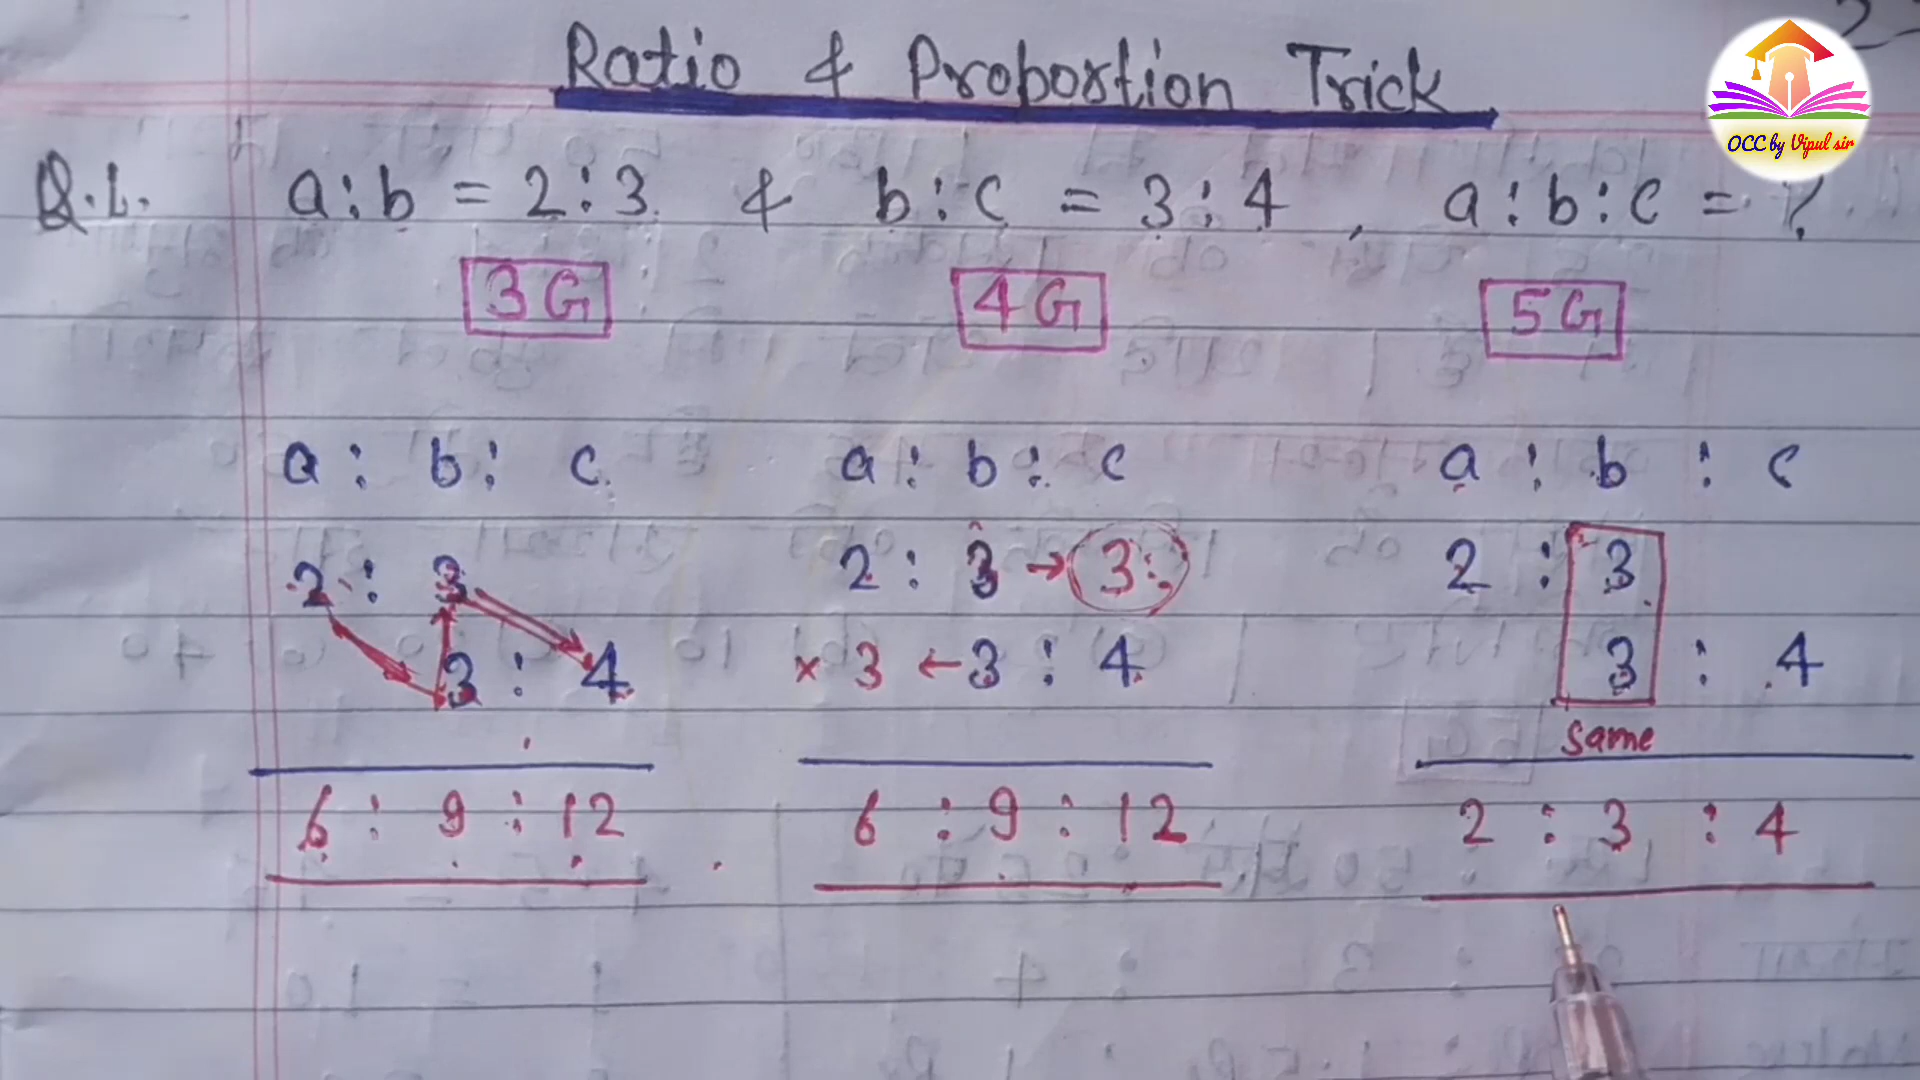 Ratio & Proportion Trick
OCC by Vipul sir
Q.1. a:b = 2:3 & b:c = 3:4, a:b:c = ?
3G 4G 5G
a : b : c a : b : c a : b : c
2 : 3 2 : 3 → 3 2 : 3
3 : 4 × 3 ← 3 : 4 3 : 4
same
6 : 9 : 12 6 : 9 : 12 2 : 3 : 4